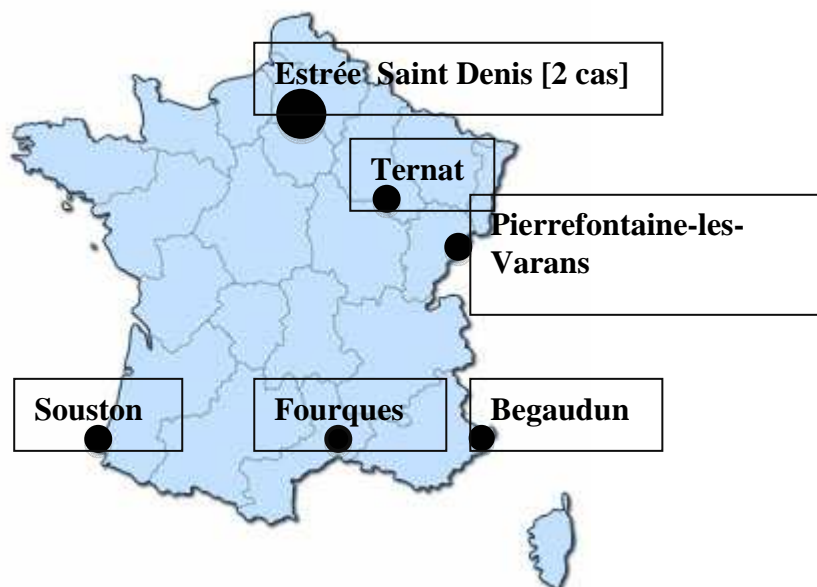 Estrée Saint Denis [2 cas]
Ternat
Pierrefontaine-les-
Varans
Souston
Fourques
Begaudun